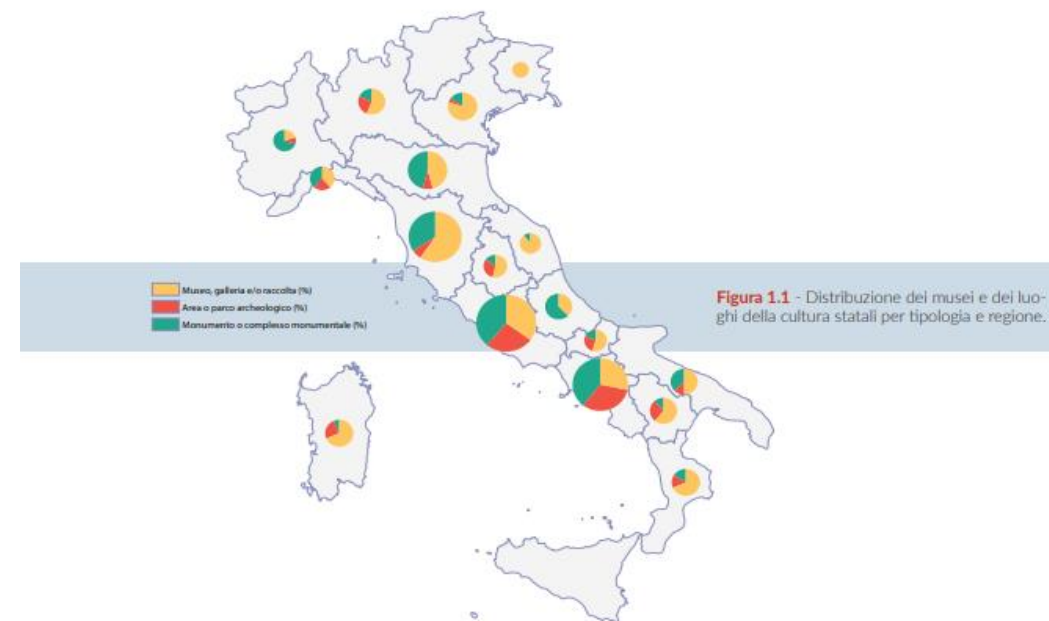 Museo, galleria e/o raccolta (%)
Area o parco archeologico (%)
Monumento o complesso monumentale (%)
Figura 1.1 - Distribuzione dei musei e dei luo-
ghi della cultura statali per tipologia e regione.